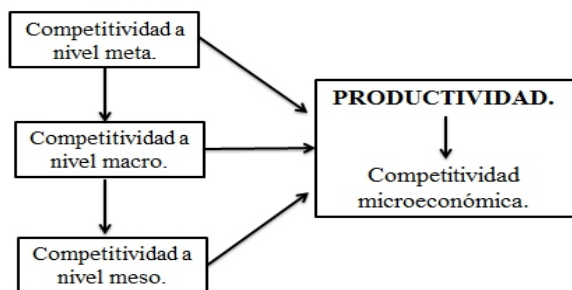 Competitividad a
nivel meta.
Competitividad a
nivel macro.
Competitividad a
nivel meso.
PRODUCTIVIDAD.
Competitividad
microeconómica.